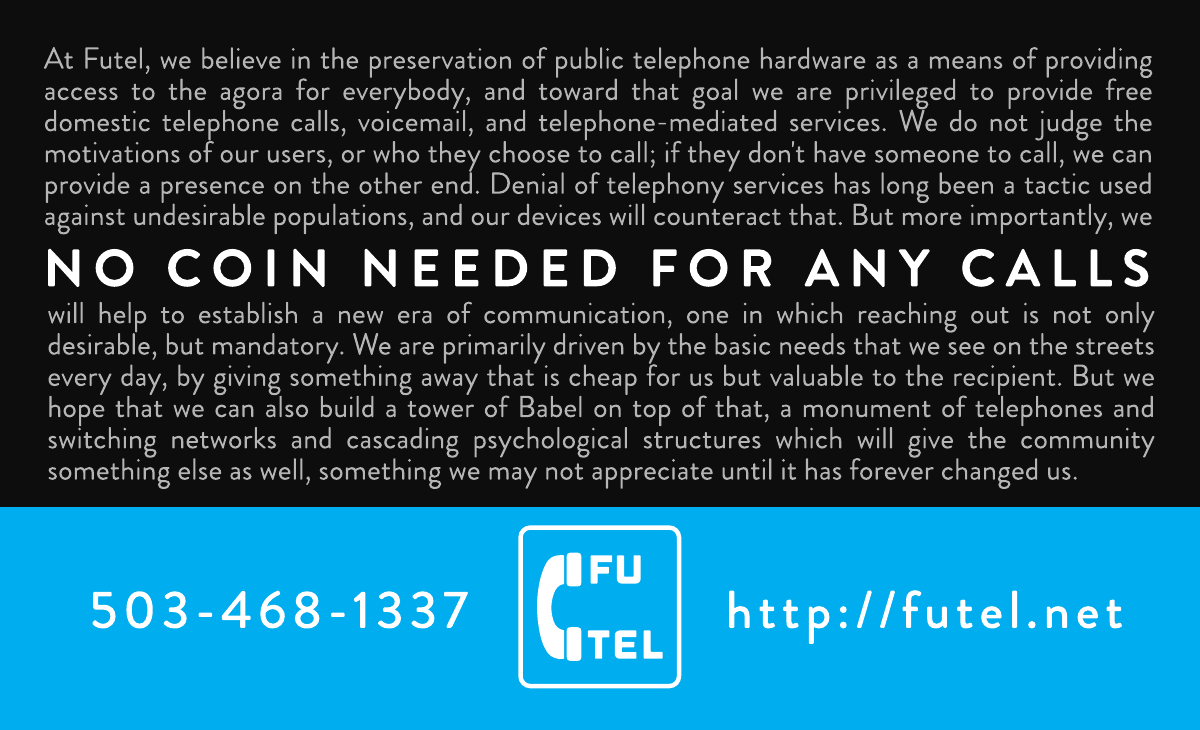 At Futel, we believe in the preservation of public telephone hardware as a means of providing
access to the agora for everybody, and toward that goal we are privileged to provide free
domestic telephone calls, voicemail, and telephone-mediated services. We do not judge the
motivations of our users, or who they choose to call; if they don't have someone to call, we can
provide a presence on the other end. Denial of telephony services has long been a tactic used
against undesirable populations, and our devices will counteract that. But more importantly, we
NO COIN NEEDED FOR ANY CALLS
will help to establish a new era of communication, one in which reaching out is not only
desirable, but mandatory. We are primarily driven by the basic needs that we see on the streets
every day, by giving something away that is cheap for us but valuable to the recipient. But we
hope that we can also build a tower of Babel on top of that, a monument of telephones and
switching networks and cascading psychological structures which will give the community
something else as well, something we may not appreciate until it has forever changed us.
503-468-1337
FU
TEL
http://futel.net